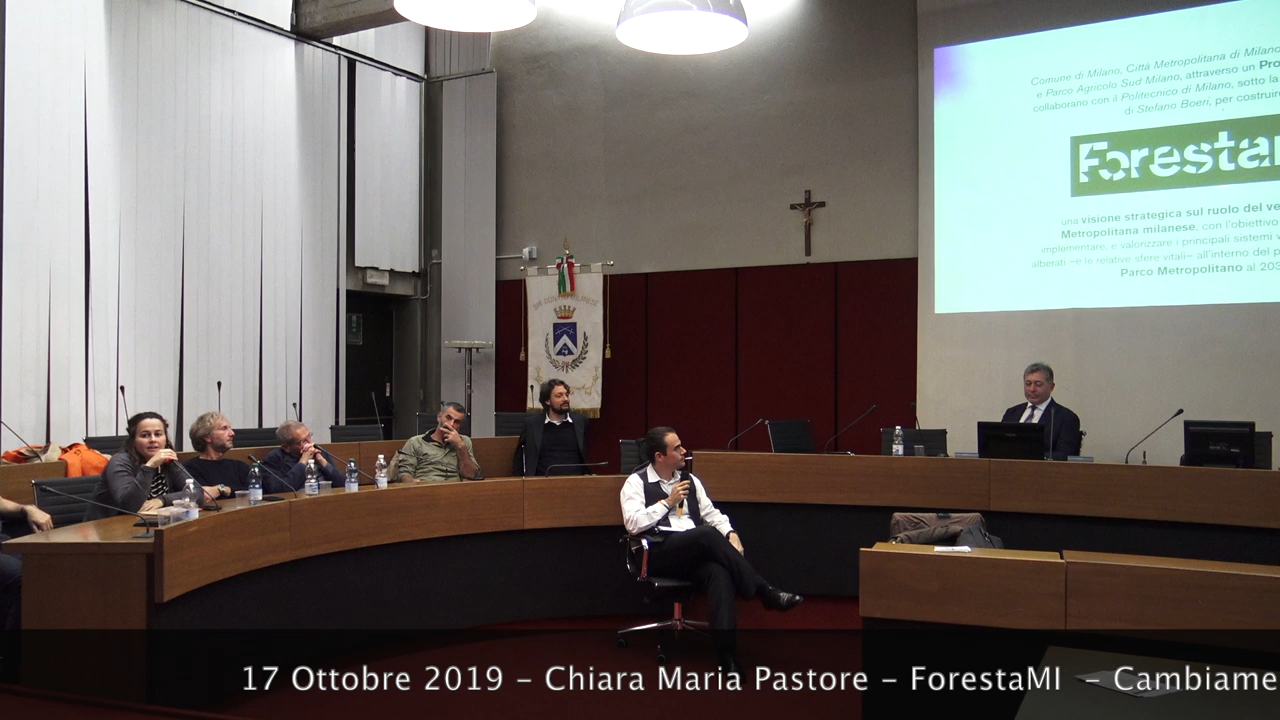 Comune di Milano, Città Metropolitana di Milano
e Parco Agricolo Sud Milano, attraverso un Pro
collaborano con il Politecnico di Milano, sotto la
di Stefano Boeri, per costruire
Foresta
una visione strategica sul ruolo del ve
Metropolitana milanese, con l'obiettivo
implementare, e valorizzare i principali sistemi v
alberati –e le relative sfere vitali– all'interno del p
Parco Metropolitano al 203
17 Ottobre 2019 – Chiara Maria Pastore – ForestaMI – Cambiame